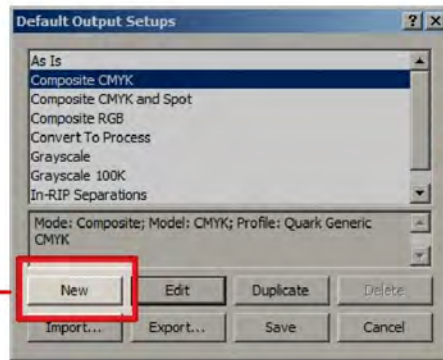 Default Output Setups
As Is
Composite CMYK
Composite CMYK and Spot
Composite RGB
Convert To Process
Grayscale
Grayscale 100K
In-RIP Separations
Mode: Composite; Model: CMYK; Profile: Quark Generic
CMYK
New Edit Duplicate Delete
Import... Export... Save Cancel